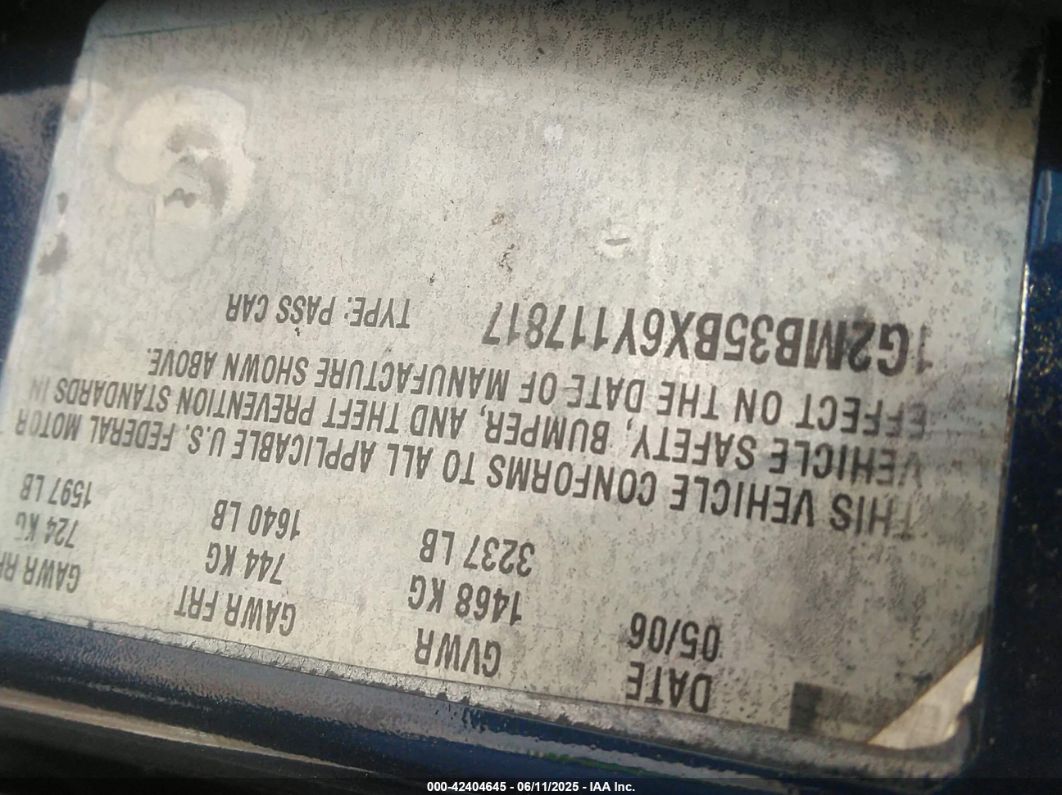 DATE GVWR GAWR FRT GAWR RR
05/06 1468 KG 744 KG 724 KG
3237 LB 1640 LB 1597 LB
THIS VEHICLE CONFORMS TO ALL APPLICABLE U.S. FEDERAL MOTOR
VEHICLE SAFETY, BUMPER, AND THEFT PREVENTION STANDARDS IN
EFFECT ON THE DATE OF MANUFACTURE SHOWN ABOVE.
1G2MB35BX6Y117817 TYPE: PASS CAR
000-42404645 - 06/11/2025 - IAA Inc.